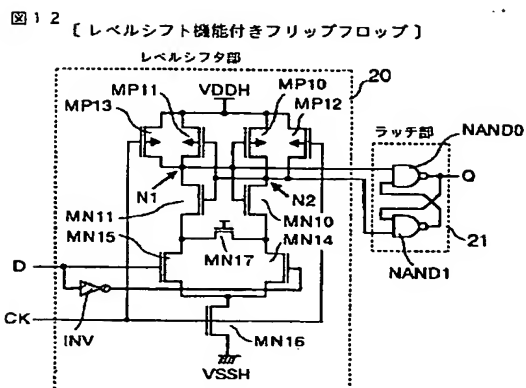 図12
〔レベルシフト機能付きフリップフロップ〕
レベルシフタ部
20
VDDH
MP13
MP11
MP10
MP12
ラッチ部
NAND0
Q
N1
N2
MN11
MN10
MN15
MN14
MN17
21
NAND1
D
CK
INV
MN16
VSSH